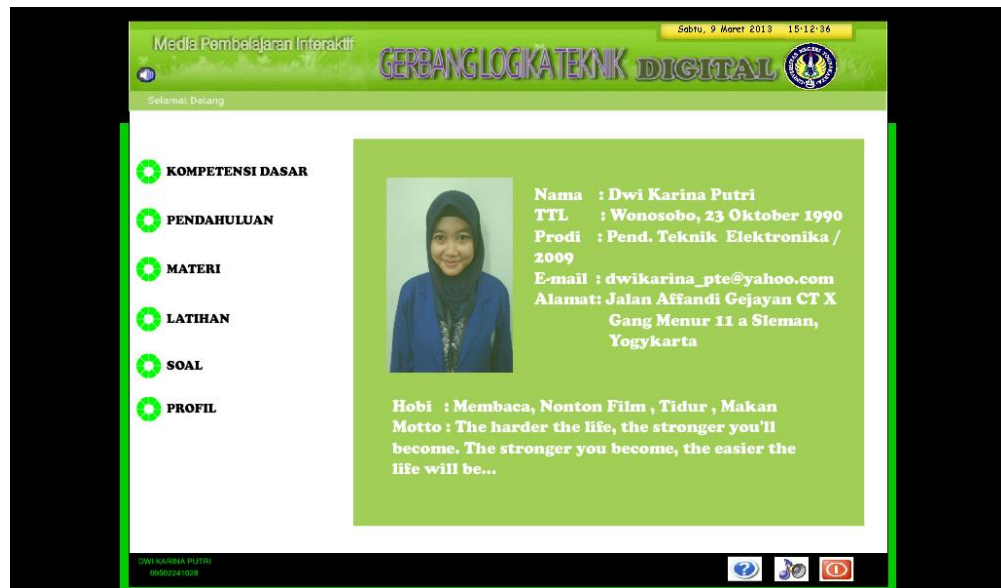 Sabtu, 9 Maret 2013 15:12:36
Media Pembelajaran Interaktif
GERBANG LOGIKA TEKNIK DIGITAL
Selamat Datang
KOMPETENSI DASAR
PENDAHULUAN
MATERI
LATIHAN
SOAL
PROFIL
Nama : Dwi Karina Putri
TTL : Wonosobo, 23 Oktober 1990
Prodi : Pend. Teknik Elektronika /
2009
E-mail : dwikarina_pte@yahoo.com
Alamat: Jalan Affandi Gejayan CT X
Gang Menur 11 a Sleman,
Yogykarta
Hobi : Membaca, Nonton Film , Tidur , Makan
Motto : The harder the life, the stronger you'll
become. The stronger you become, the easier the
life will be...
DWI KARINA PUTRI
09502241028